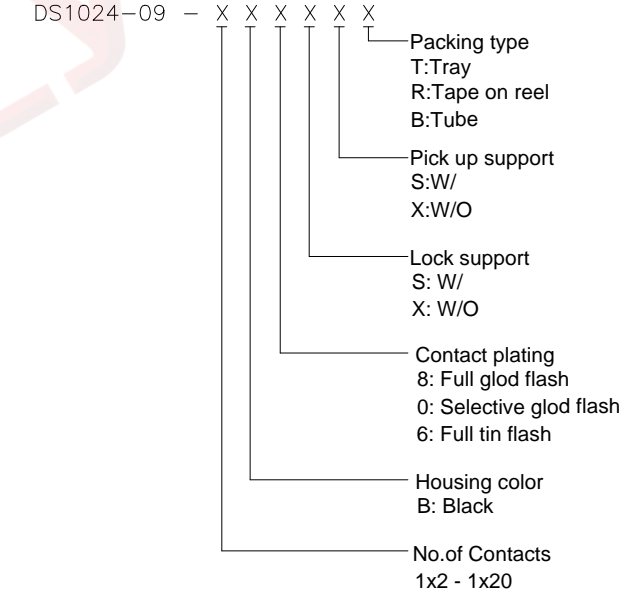 DS1024-09 - X X X X X X
Packing type
T:Tray
R:Tape on reel
B:Tube
Pick up support
S:W/
X:W/O
Lock support
S: W/
X: W/O
Contact plating
8: Full glod flash
0: Selective glod flash
6: Full tin flash
Housing color
B: Black
No.of Contacts
1x2 - 1x20